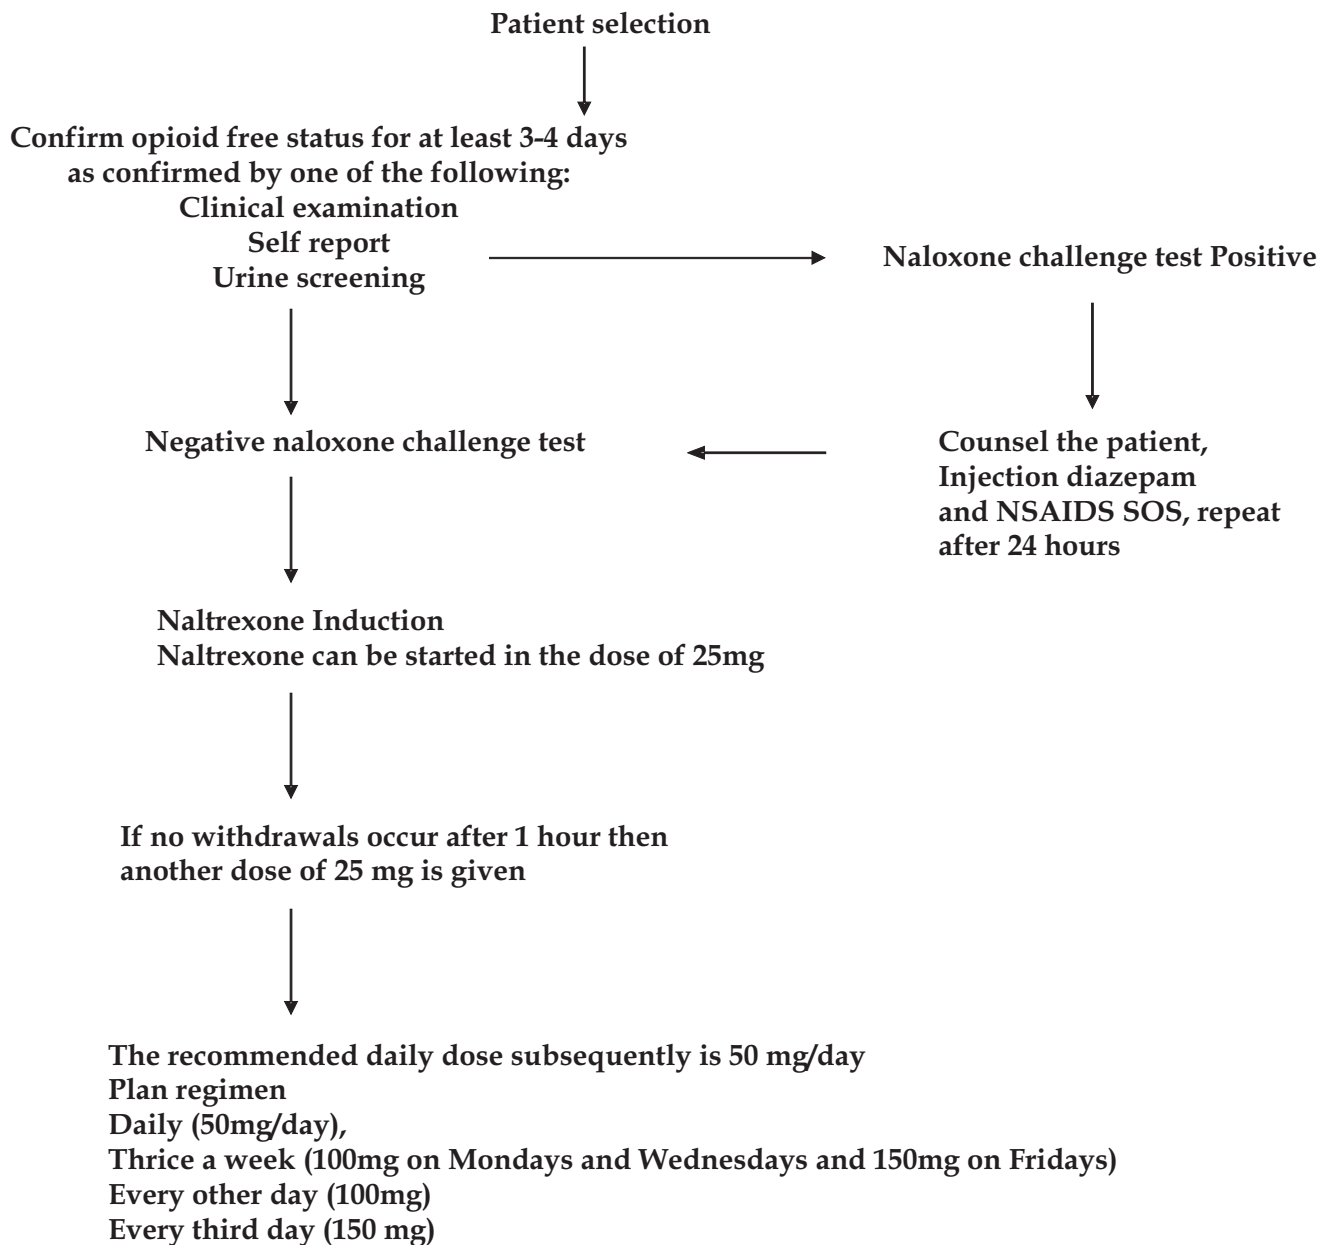 Patient selection
Confirm opioid free status for at least 3-4 days
as confirmed by one of the following:
Clinical examination
Self report
Urine screening
Naloxone challenge test Positive
Negative naloxone challenge test
Counsel the patient,
Injection diazepam
and NSAIDS SOS, repeat
after 24 hours
Naltrexone Induction
Naltrexone can be started in the dose of 25mg
If no withdrawals occur after 1 hour then
another dose of 25 mg is given
The recommended daily dose subsequently is 50 mg/day
Plan regimen
Daily (50mg/day),
Thrice a week (100mg on Mondays and Wednesdays and 150mg on Fridays)
Every other day (100mg)
Every third day (150 mg)